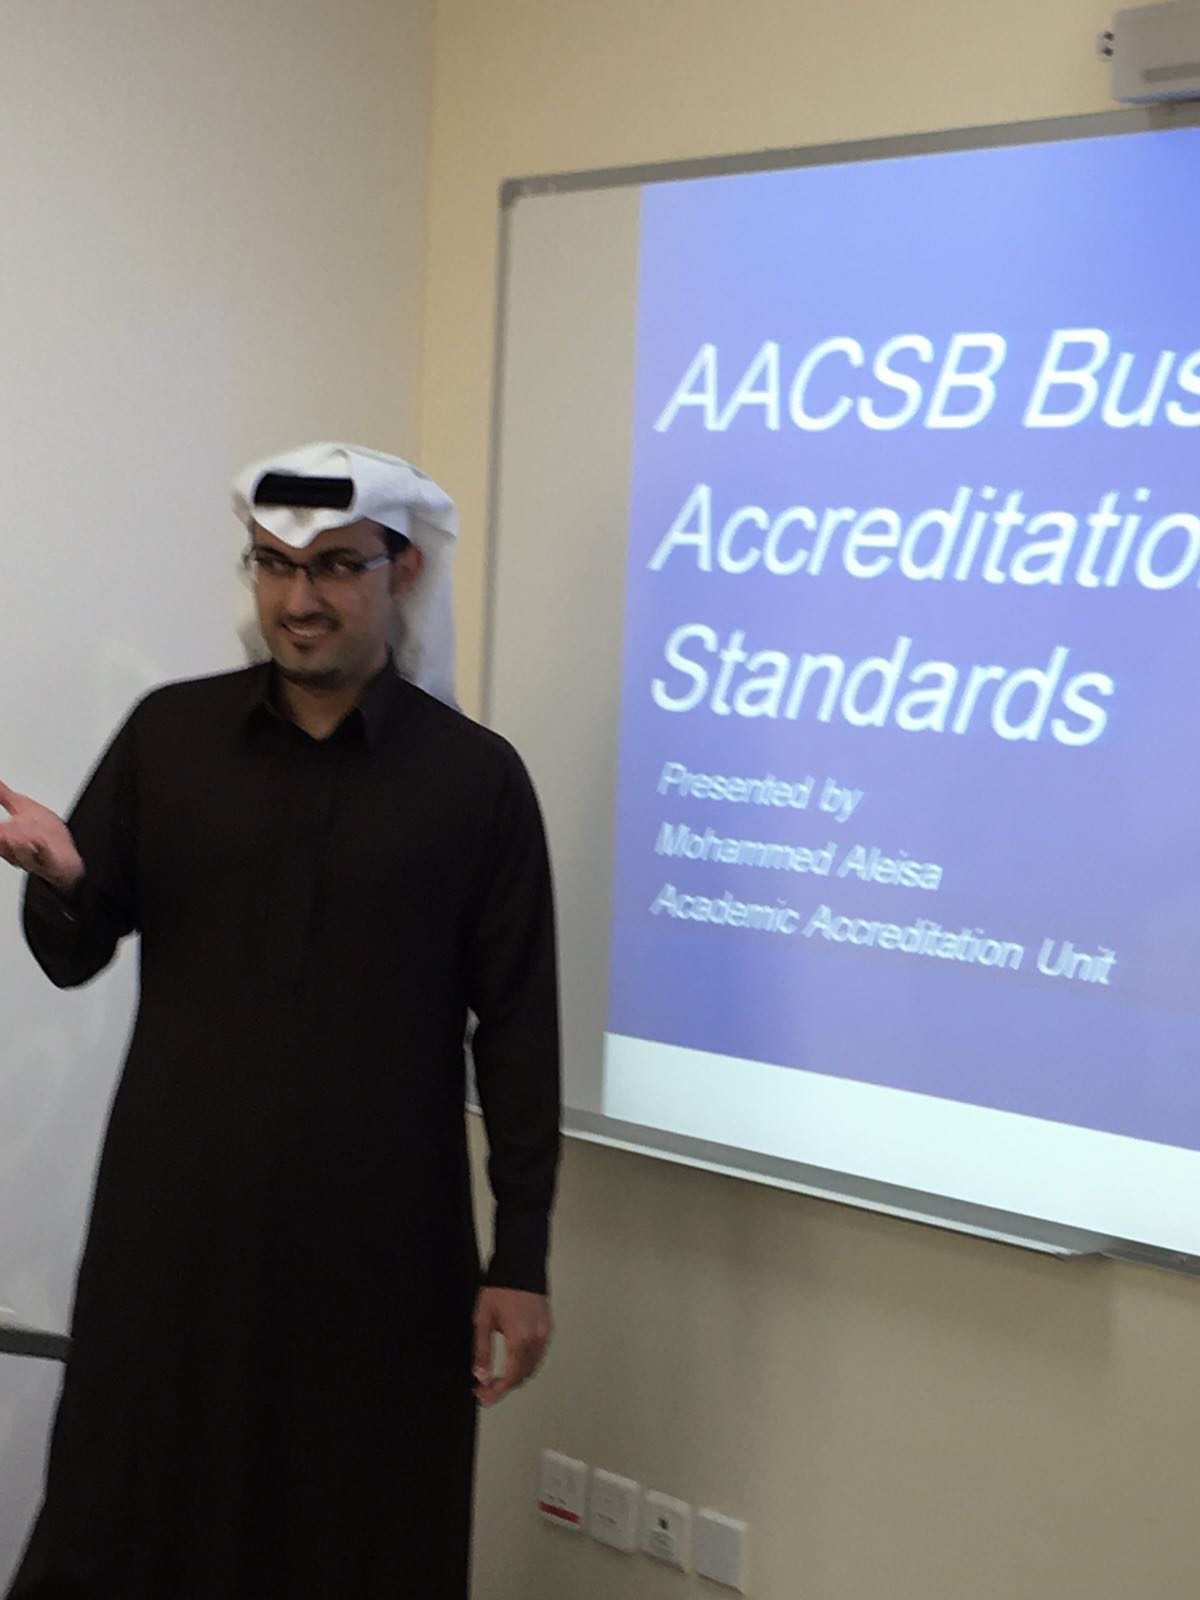 AACSB Bus
Accreditatio
Standards
Presented by
Mohammed Aleisa
Academic Accreditation Unit